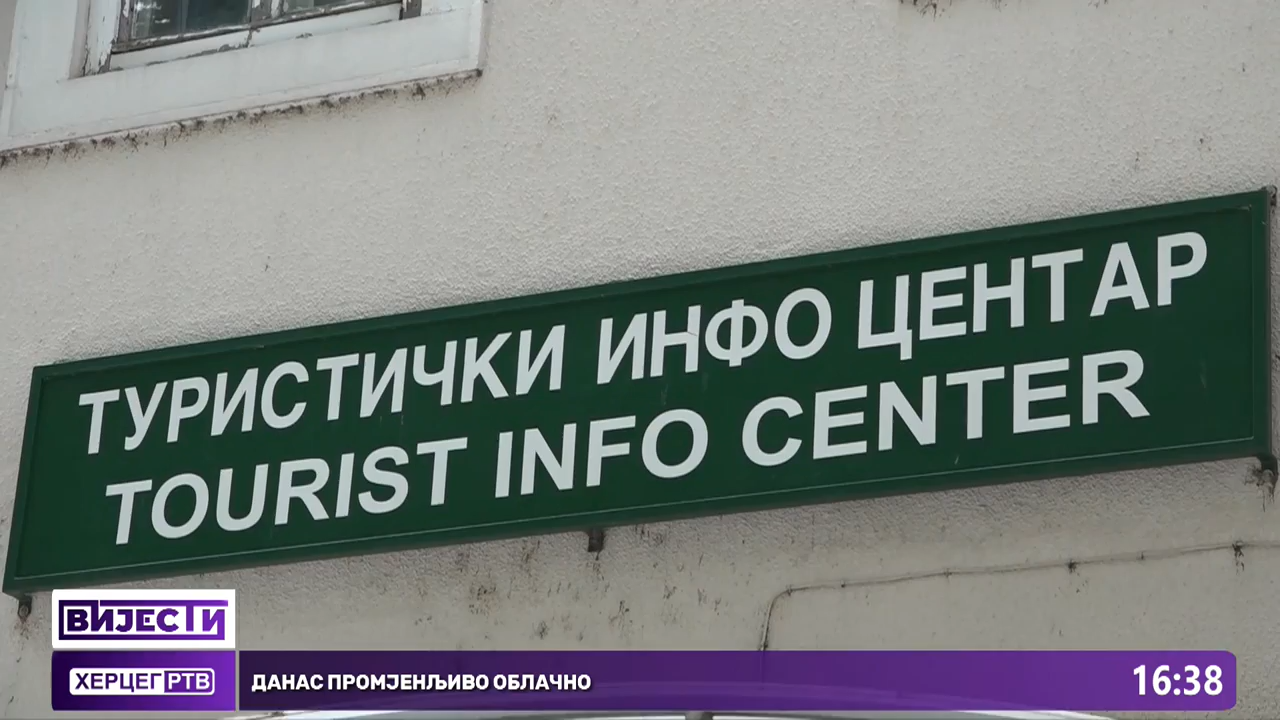 ТУРИСТИЧКИ ИНФО ЦЕНТАР
TOURIST INFO CENTER
ВИЈЕСТИ
ХЕРЦЕГ РТВ
ДАНАС ПРОМЈЕНЉИВО ОБЛАЧНО
16:38